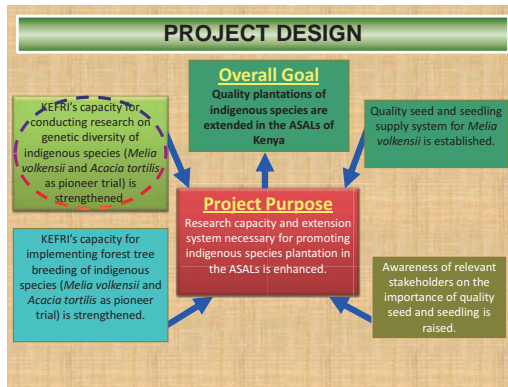 PROJECT DESIGN
Overall Goal
Quality plantations of
indigenous species are
extended in the ASALs of
Kenya
KEFRI's capacity for
conducting research on
genetic diversity of
indigenous species (Melia
volkensii and Acacia tortilis
as pioneer trial) is
strengthened
Quality seed and seedling
supply system for Melia
volkensii is established.
Project Purpose
Research capacity and extension
system necessary for promoting
indigenous species plantation in
the ASALs is enhanced.
KEFRI's capacity for
implementing forest tree
breeding of indigenous
species (Melia volkensii and
Acacia tortilis as pioneer
trial) is strengthened.
Awareness of relevant
stakeholders on the
importance of quality
seed and seedling is
raised.